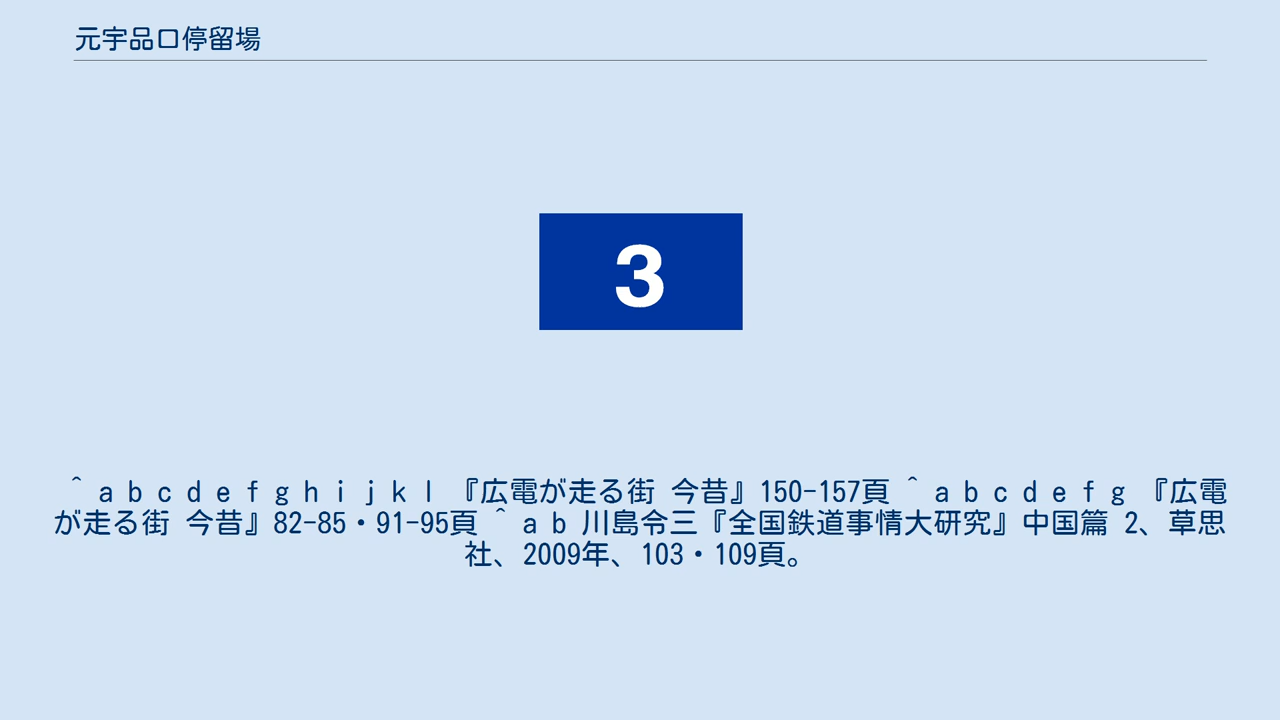 元宇品口停留場
3
^ a b c d e f g h i j k l 『広電が走る街 今昔』150-157頁 ^ a b c d e f g 『広電
が走る街 今昔』82-85・91-95頁 ^ a b 川島令三『全国鉄道事情大研究』中国篇 2、草思
社、2009年、103・109頁。